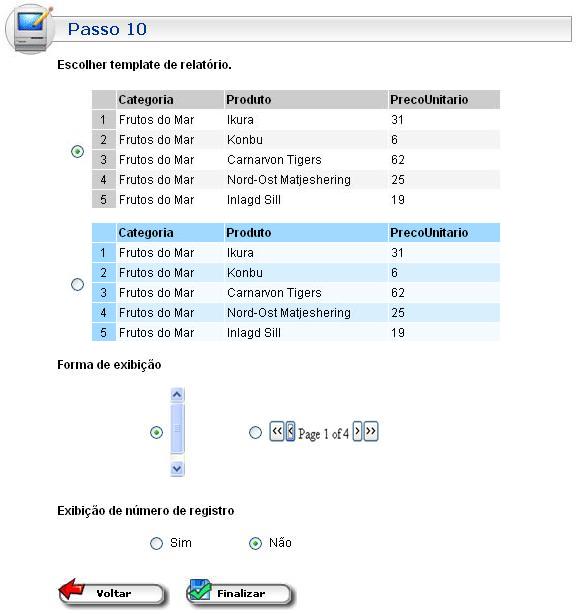 Passo 10
Escolher template de relatório.
Categoria Produto PrecoUnitario
1 Frutos do Mar Ikura 31
2 Frutos do Mar Konbu 6
3 Frutos do Mar Carnarvon Tigers 62
4 Frutos do Mar Nord-Ost Matjeshering 25
5 Frutos do Mar Inlagd Sill 19
Categoria Produto PrecoUnitario
1 Frutos do Mar Ikura 31
2 Frutos do Mar Konbu 6
3 Frutos do Mar Carnarvon Tigers 62
4 Frutos do Mar Nord-Ost Matjeshering 25
5 Frutos do Mar Inlagd Sill 19
Forma de exibição
<< < Page 1 of 4 > >>
Exibição de número de registro
Sim Não
Voltar Finalizar